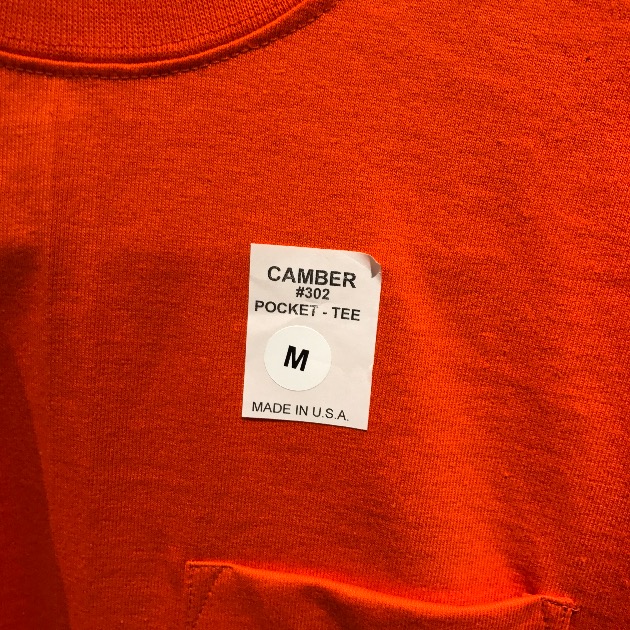 CAMBER
#302
POCKET - TEE
M
MADE IN U.S.A.